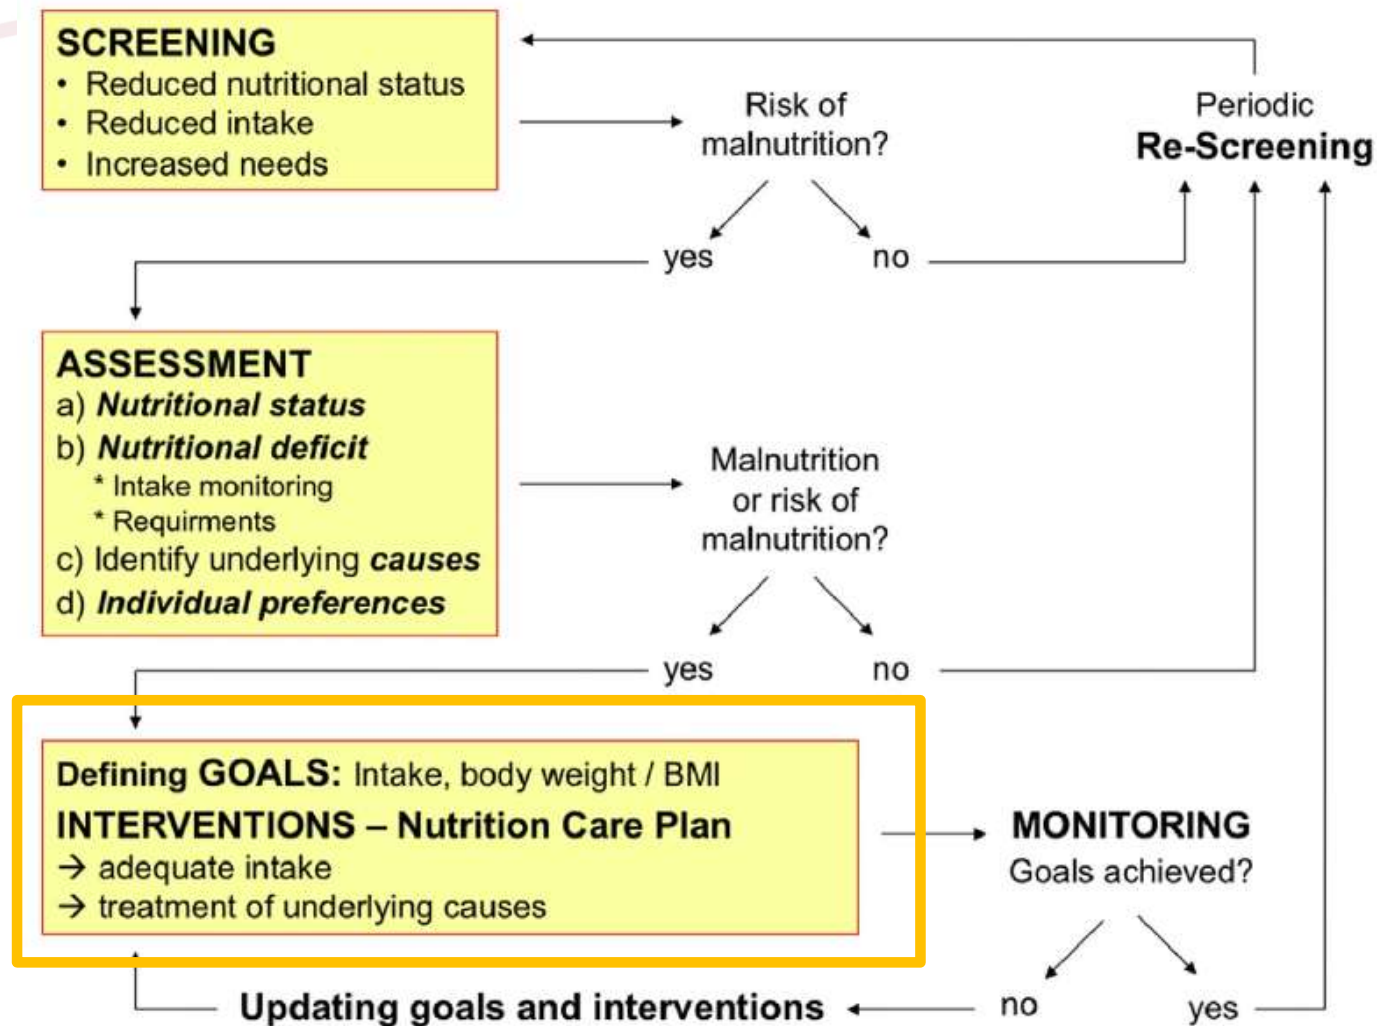 SCREENING
• Reduced nutritional status
• Reduced intake
• Increased needs
Risk of
malnutrition?
Periodic
Re-Screening
yes
no
ASSESSMENT
a) Nutritional status
b) Nutritional deficit
* Intake monitoring
* Requirments
c) Identify underlying causes
d) Individual preferences
Malnutrition
or risk of
malnutrition?
yes
no
Defining GOALS: Intake, body weight / BMI
INTERVENTIONS – Nutrition Care Plan
→ adequate intake
→ treatment of underlying causes
MONITORING
Goals achieved?
no
yes
Updating goals and interventions